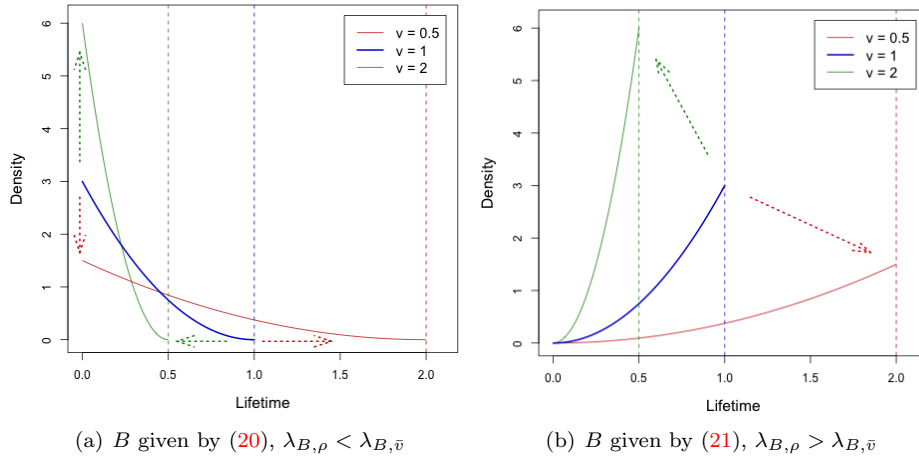 6
5
4
3
2
1
0
Density
v = 0.5
v = 1
v = 2
0.0 0.5 1.0 1.5 2.0
Lifetime
(a) B given by (20), λ_{B,ρ} < λ_{B,v̄}
6
5
4
3
2
1
0
Density
v = 0.5
v = 1
v = 2
0.0 0.5 1.0 1.5 2.0
Lifetime
(b) B given by (21), λ_{B,ρ} > λ_{B,v̄}